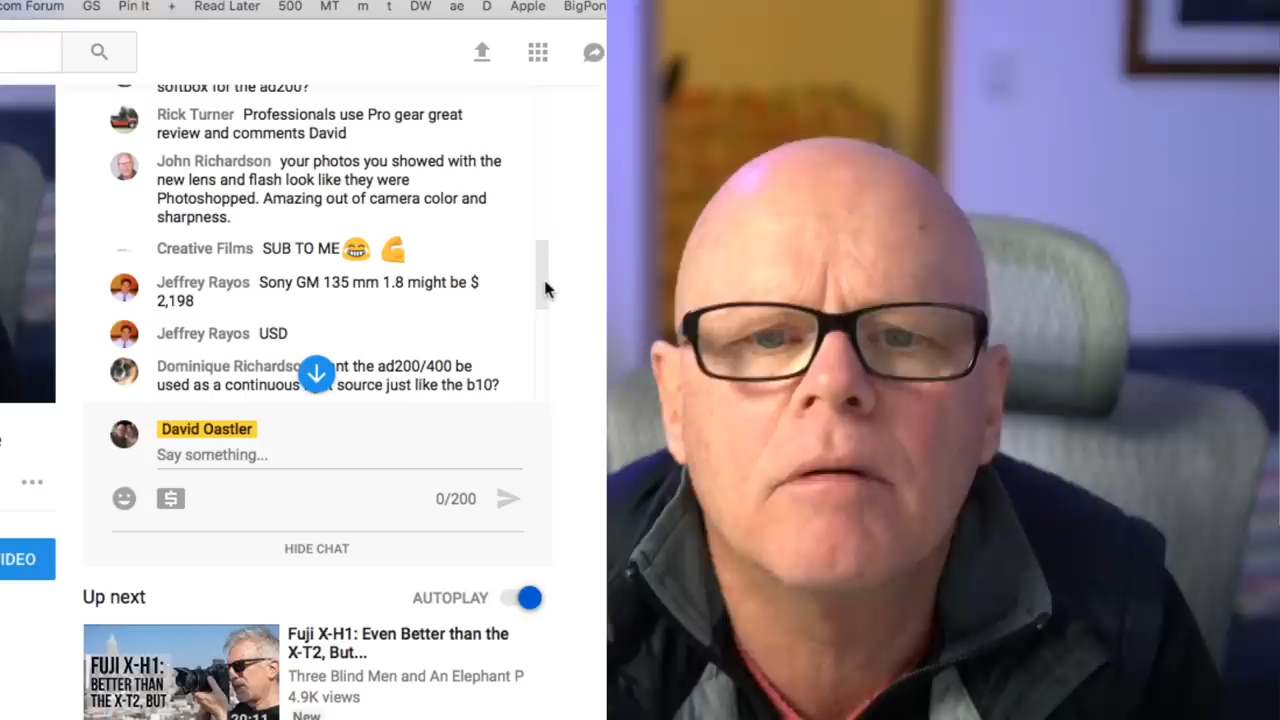 com Forum GS Pin It + Read Later 500 MT m t DW ae D Apple BigPon
softbox for the ad200?
Rick Turner Professionals use Pro gear great
review and comments David
John Richardson your photos you showed with the
new lens and flash look like they were
Photoshopped. Amazing out of camera color and
sharpness.
Creative Films SUB TO ME
Jeffrey Rayos Sony GM 135 mm 1.8 might be $
2,198
Jeffrey Rayos USD
Dominique Richardso nt the ad200/400 be
used as a continuous source just like the b10?
David Oastler
Say something...
$
0/200
HIDE CHAT
IDEO
Up next AUTOPLAY
FUJI X-H1:
BETTER THAN
THE X-T2, BUT
20:11
Fuji X-H1: Even Better than the
X-T2, But...
Three Blind Men and An Elephant P
4.9K views
New